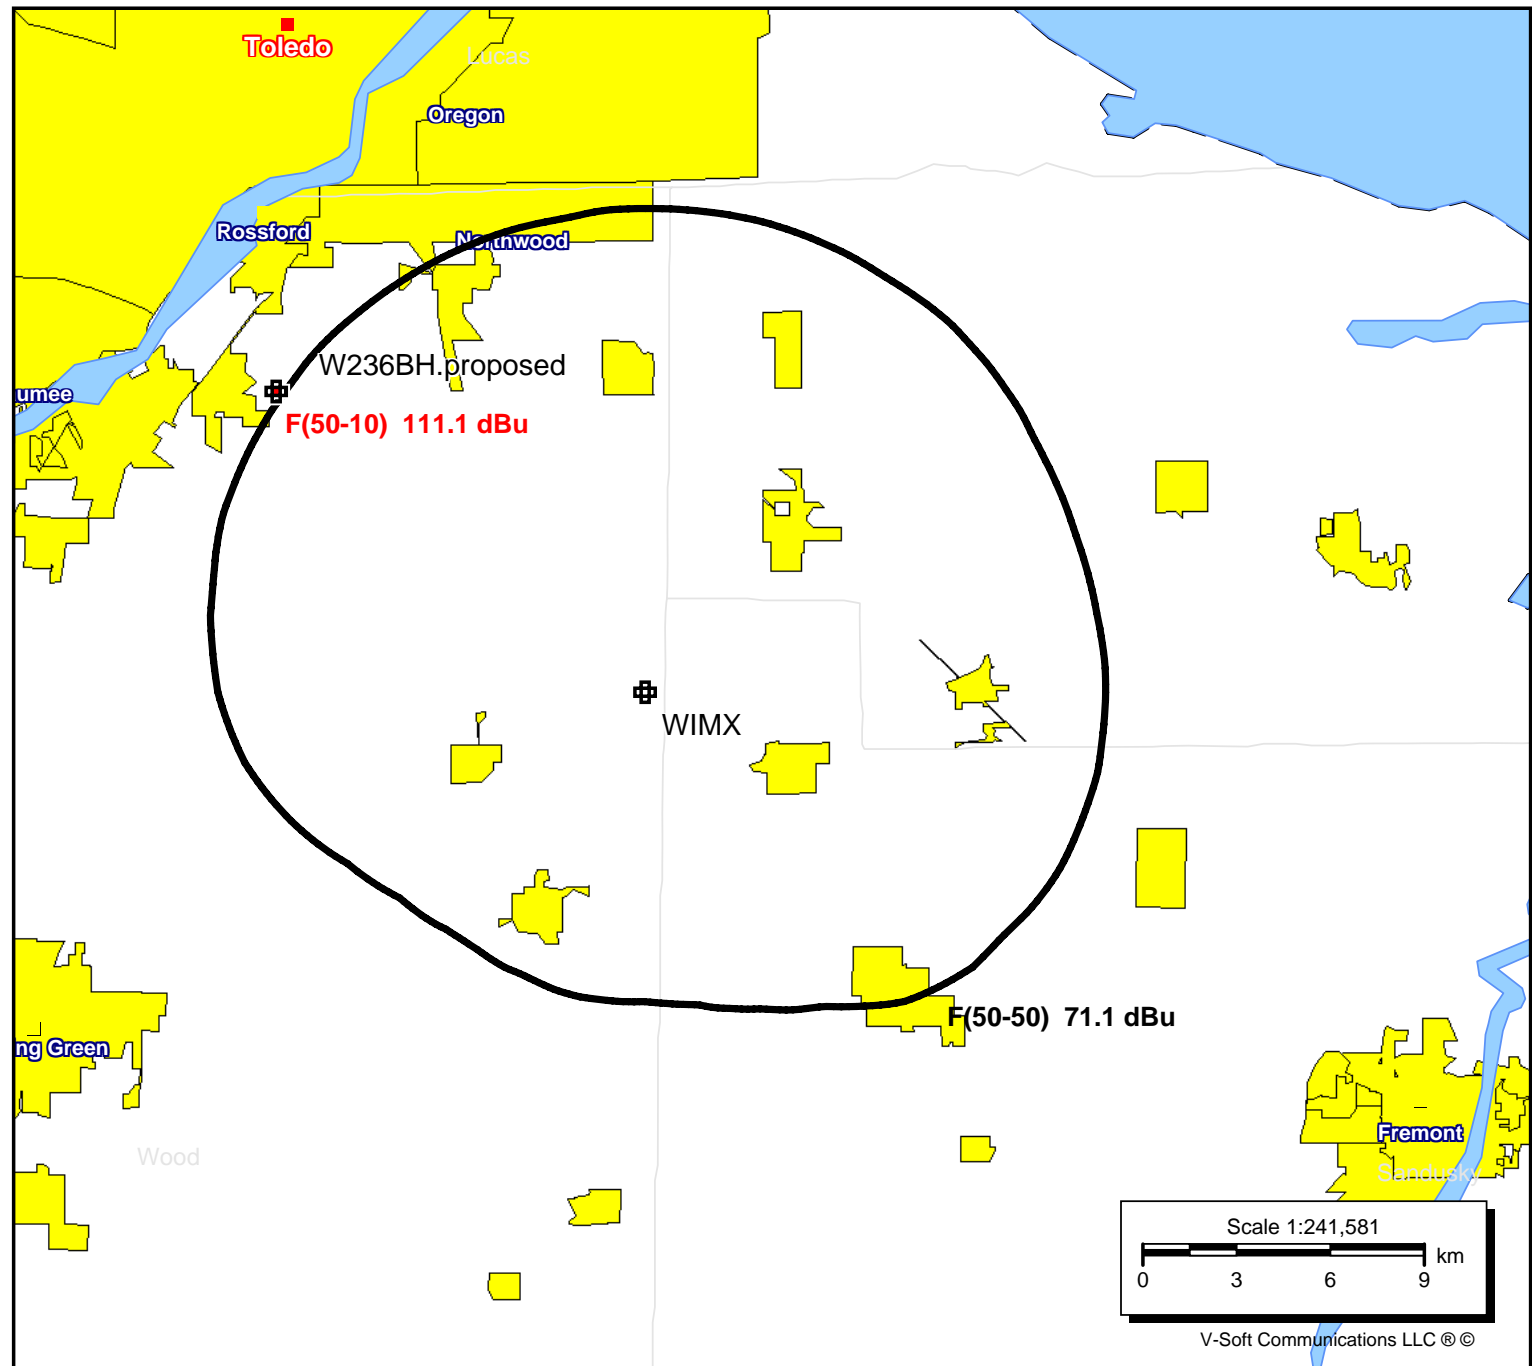 Toledo
Lucas
Oregon
Rossford
Northwood
W236BH.proposed
umee
F(50-10) 111.1 dBu
WIMX
F(50-50) 71.1 dBu
ng Green
Fremont
Wood
Sandusky
Scale 1:241,581
km
0 3 6 9
V-Soft Communications LLC ® ©